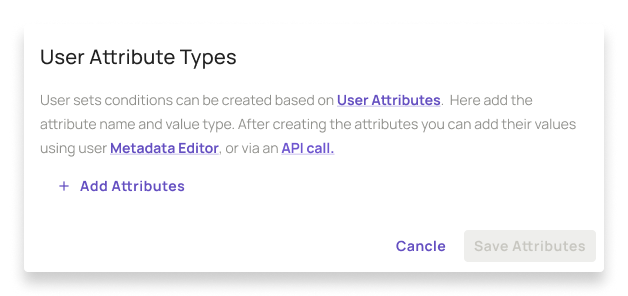 User Attribute Types
User sets conditions can be created based on User Attributes.  Here add the
attribute name and value type. After creating the attributes you can add their values
using user Metadata Editor, or via an API call.
+ Add Attributes
Cancle Save Attributes